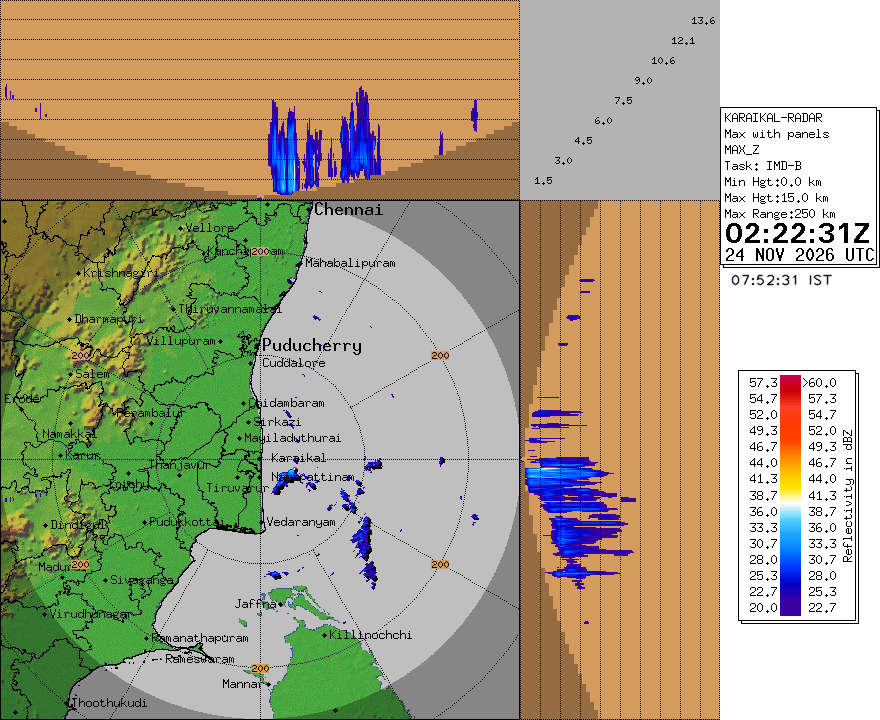 13.6
12.1
10.6
9.0
7.5
6.0
4.5
3.0
1.5
KARAIKAL-RADAR
Max with panels
MAX_Z
Task: IMD-B
Min Hgt:0.0 km
Max Hgt:15.0 km
Max Range:250 km
02:22:31Z
24 NOV 2026 UTC
07:52:31 IST
Chennai
Vellore
200
Mahabalipuram
Krishnagiri
Thiruvannamalai
Dharmapuri
Villupuram
Puducherry
200
200
Cuddalore
Salem
Erode
Chidambaram
Perambalur
Sirkazi
Namakkal
Mayiladuthurai
Karur
Karaikal
Thanjavur
Tiruvarur
Pudukkottai
Vedaranyam
Dindigul
200
200
Sivaganga
Jaffna
Virudhunagar
Killinochchi
Ramanathapuram
Rameswaram
200
Mannar
Thoothukudi
57.3 >60.0
54.7 57.3
52.0 54.7
49.3 52.0
46.7 49.3
44.0 46.7
41.3 44.0
38.7 41.3
36.0 38.7
33.3 36.0
30.7 33.3
28.0 30.7
25.3 28.0
22.7 25.3
20.0 22.7
Reflectivity in dBZ